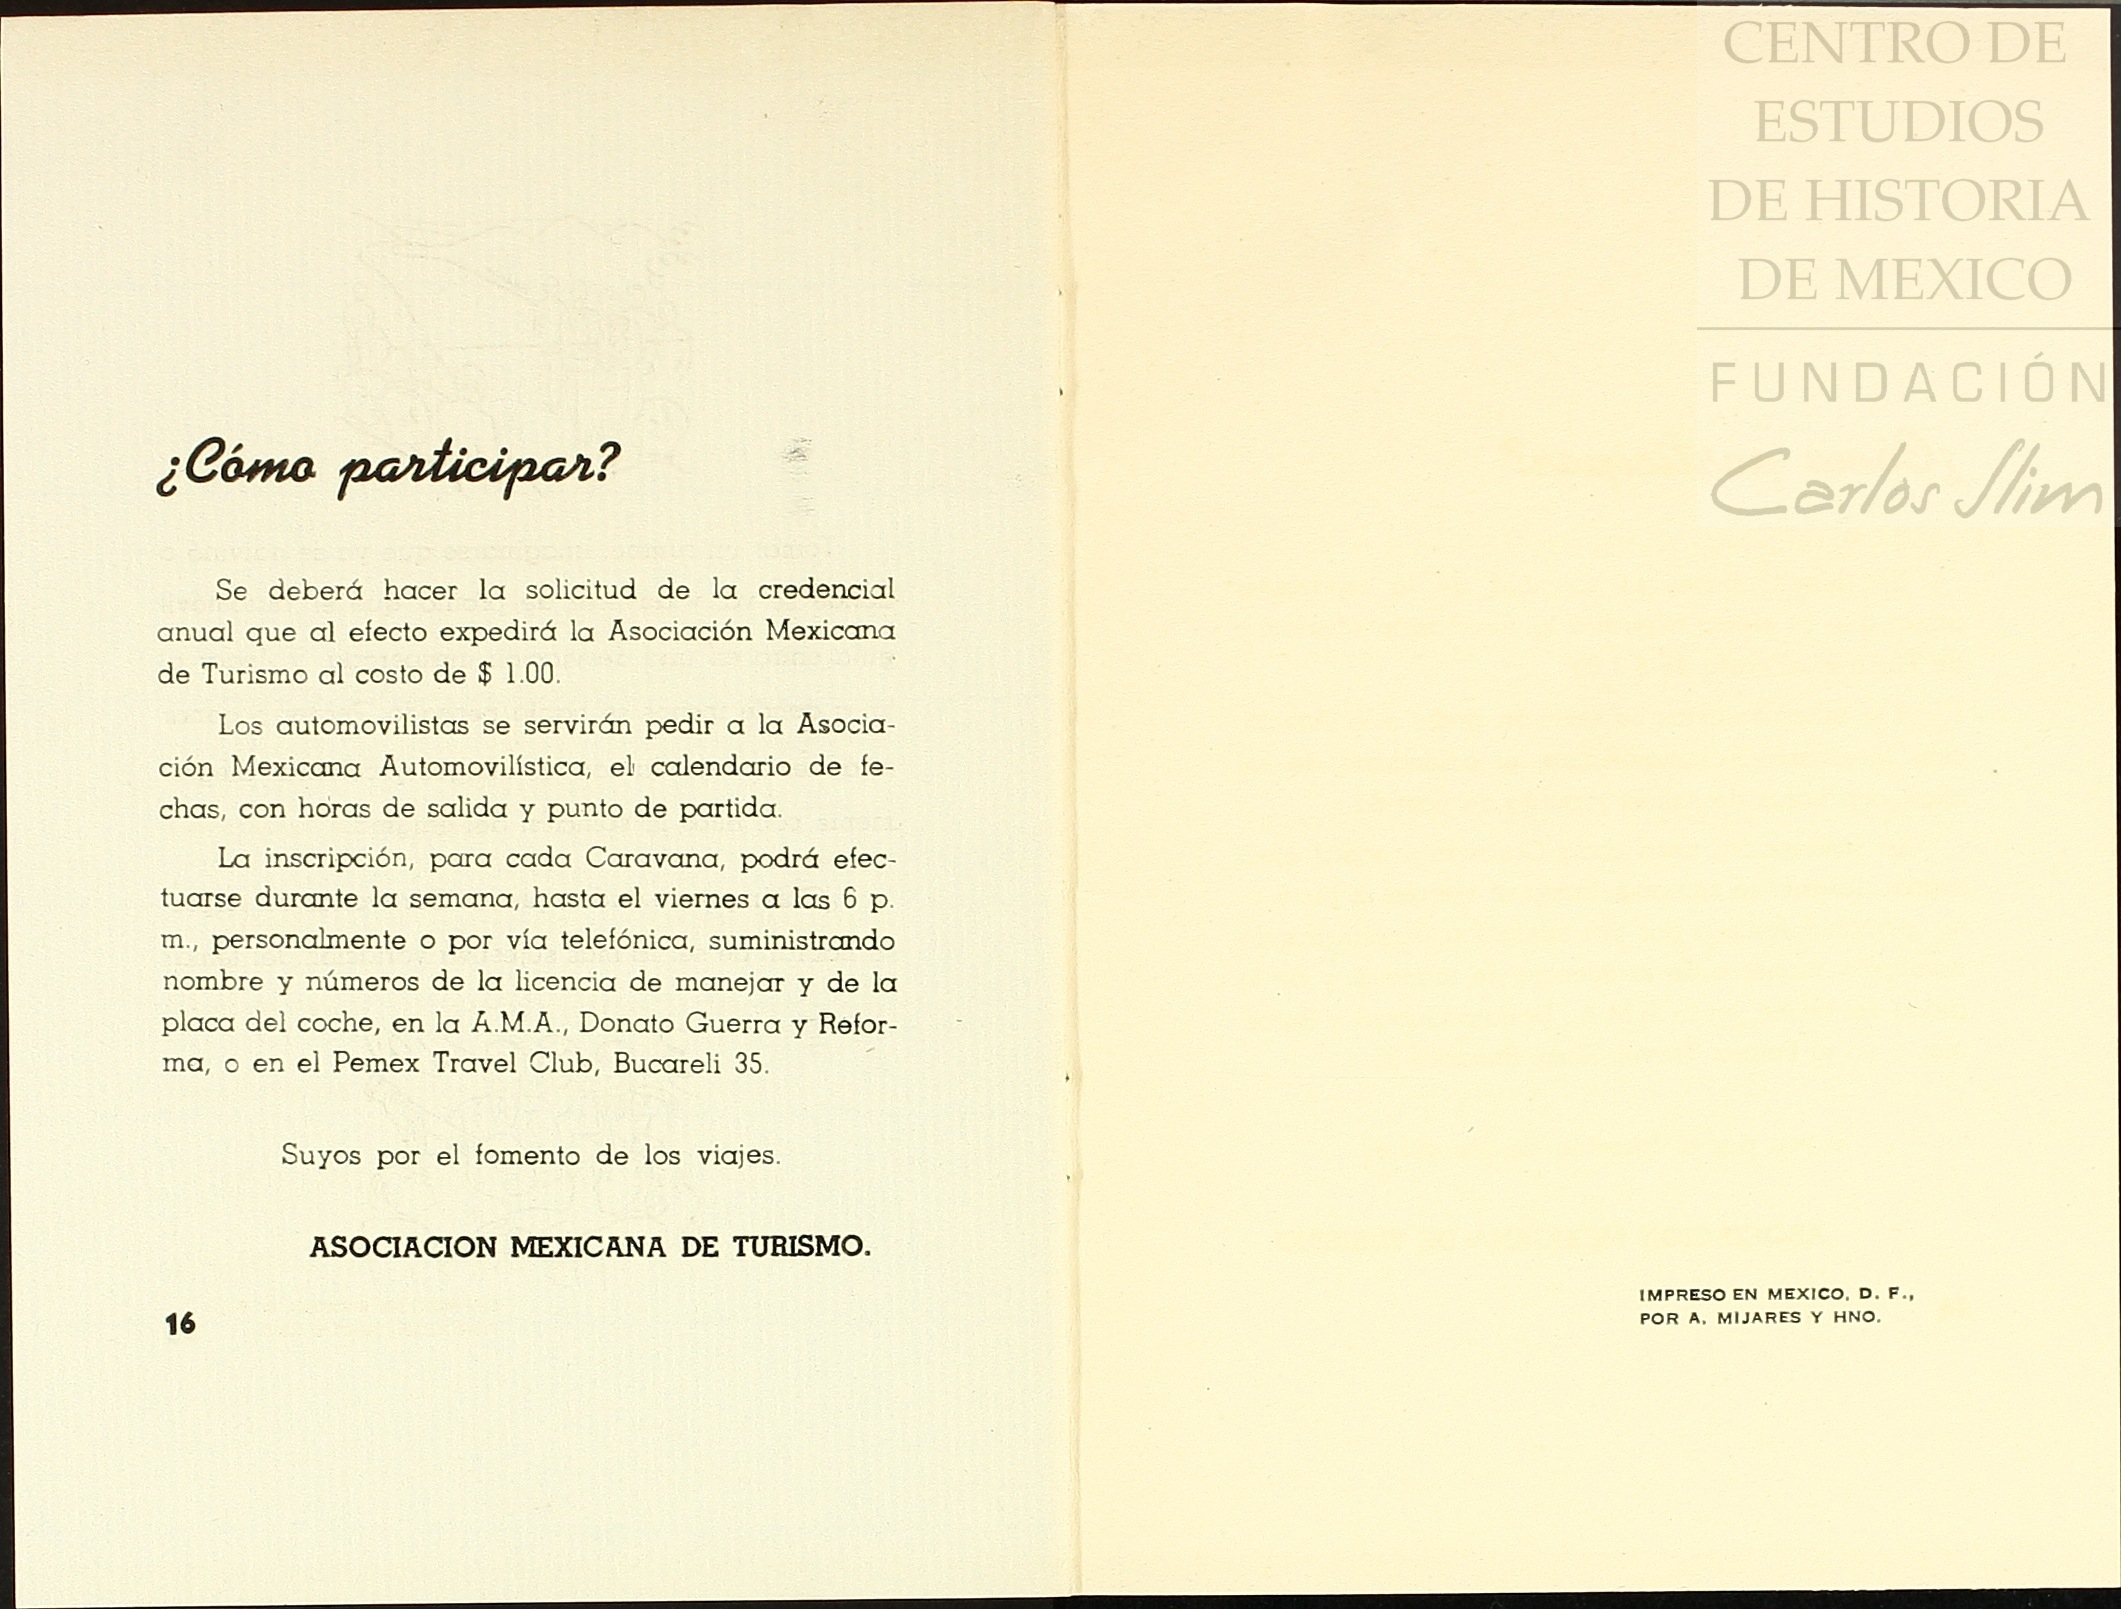 ¿Cómo participar?
Se deberá hacer la solicitud de la credencial
anual que al efecto expedirá la Asociación Mexicana
de Turismo al costo de $ 1.00.
Los automovilistas se servirán pedir a la Asocia-
ción Mexicana Automovilística, el calendario de fe-
chas, con horas de salida y punto de partida.
La inscripción, para cada Caravana, podrá efec-
tuarse durante la semana, hasta el viernes a las 6 p.
m., personalmente o por vía telefónica, suministrando
nombre y números de la licencia de manejar y de la
placa del coche, en la A.M.A., Donato Guerra y Refor-
ma, o en el Pemex Travel Club, Bucareli 35.
Suyos por el fomento de los viajes.
ASOCIACION MEXICANA DE TURISMO.
16
CENTRO DE
ESTUDIOS
DE HISTORIA
DE MEXICO
FUNDACIÓN
Carlos Slim
IMPRESO EN MEXICO, D. F.,
POR A. MIJARES Y HNO.